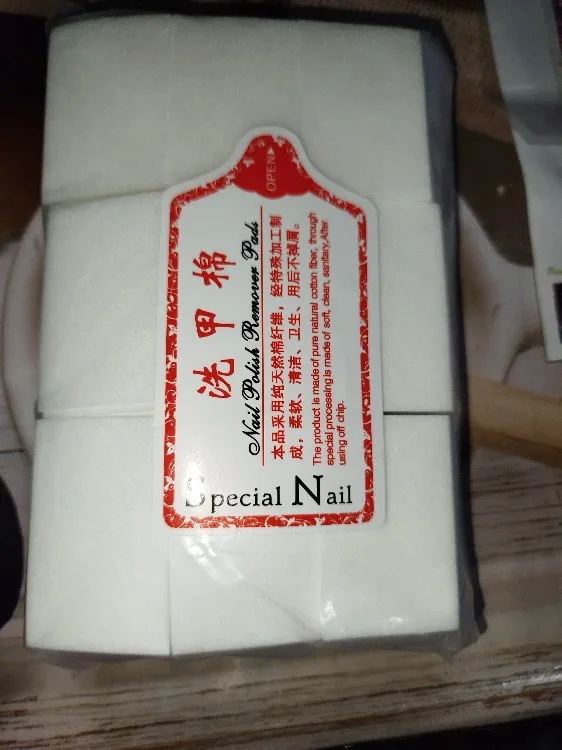 OPEN
洗甲棉
Nail Polish Remover Pads
本品采用纯天然棉纤维，经特殊加工制
成，柔软、清洁、卫生、用后不掉屑。
The product is made of pure natural cotton fiber, through
special processing is made of soft, clean, sanitary,After
using off chip.
Special Nail